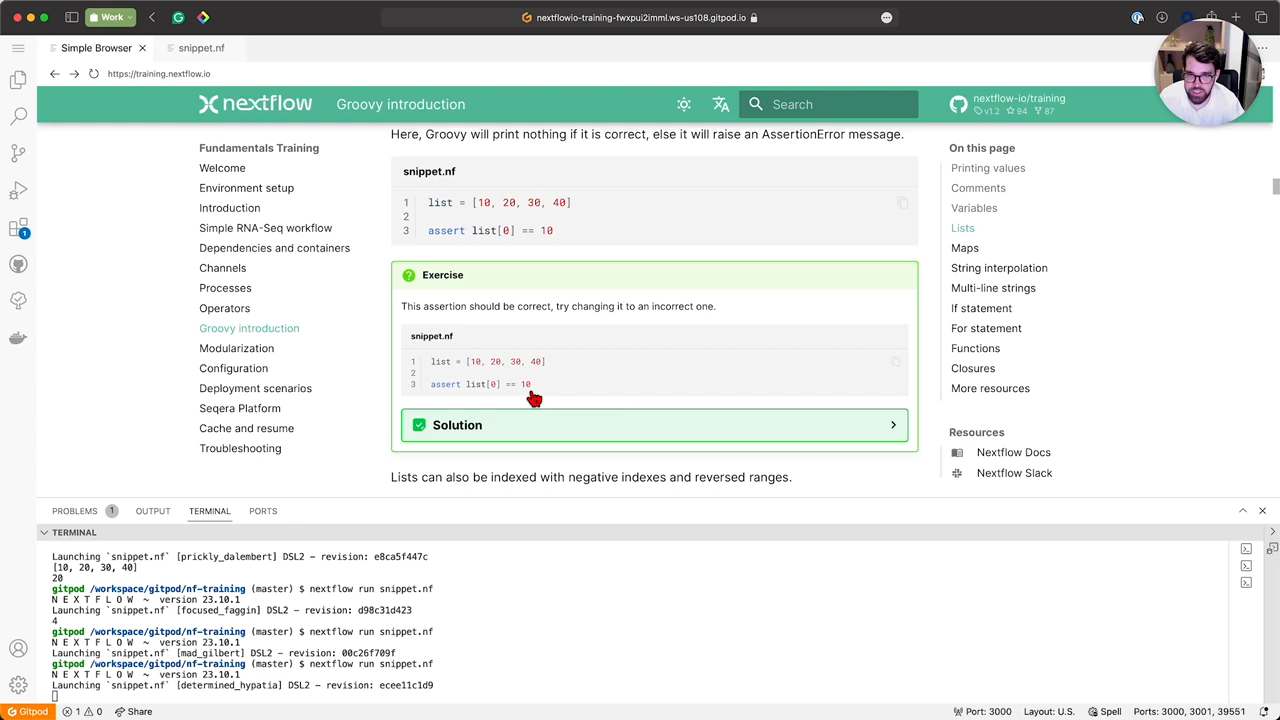 Work
nextflowio-training-fwxpui2imml.ws-us108.gitpod.io
Simple Browser
snippet.nf
https://training.nextflow.io
nextflow
Groovy introduction
Search
nextflow-io/training
v1.2 94 87
Here, Groovy will print nothing if it is correct, else it will raise an AssertionError message.
snippet.nf
1 list = [10, 20, 30, 40]
2
3 assert list[0] == 10
Exercise
This assertion should be correct, try changing it to an incorrect one.
snippet.nf
1 list = [10, 20, 30, 40]
2
3 assert list[0] == 10
Solution
Lists can also be indexed with negative indexes and reversed ranges.
Fundamentals Training
Welcome
Environment setup
Introduction
Simple RNA-Seq workflow
Dependencies and containers
Channels
Processes
Operators
Groovy introduction
Modularization
Configuration
Deployment scenarios
Seqera Platform
Cache and resume
Troubleshooting
On this page
Printing values
Comments
Variables
Lists
Maps
String interpolation
Multi-line strings
If statement
For statement
Functions
Closures
More resources
Resources
Nextflow Docs
Nextflow Slack
1
PROBLEMS 1 OUTPUT TERMINAL PORTS
TERMINAL
Launching `snippet.nf` [prickly_dalembert] DSL2 - revision: e8ca5f447c
[10, 20, 30, 40]
20
gitpod /workspace/gitpod/nf-training (master) $ nextflow run snippet.nf
N E X T F L O W ~ version 23.10.1
Launching `snippet.nf` [focused_faggin] DSL2 - revision: d98c31d423
4
gitpod /workspace/gitpod/nf-training (master) $ nextflow run snippet.nf
N E X T F L O W ~ version 23.10.1
Launching `snippet.nf` [mad_gilbert] DSL2 - revision: 00c26f709f
gitpod /workspace/gitpod/nf-training (master) $ nextflow run snippet.nf
N E X T F L O W ~ version 23.10.1
Launching `snippet.nf` [determined_hypatia] DSL2 - revision: ecee11c1d9
Gitpod 1 0 Share
Port: 3000 Layout: U.S. Spell Ports: 3000, 3001, 39551